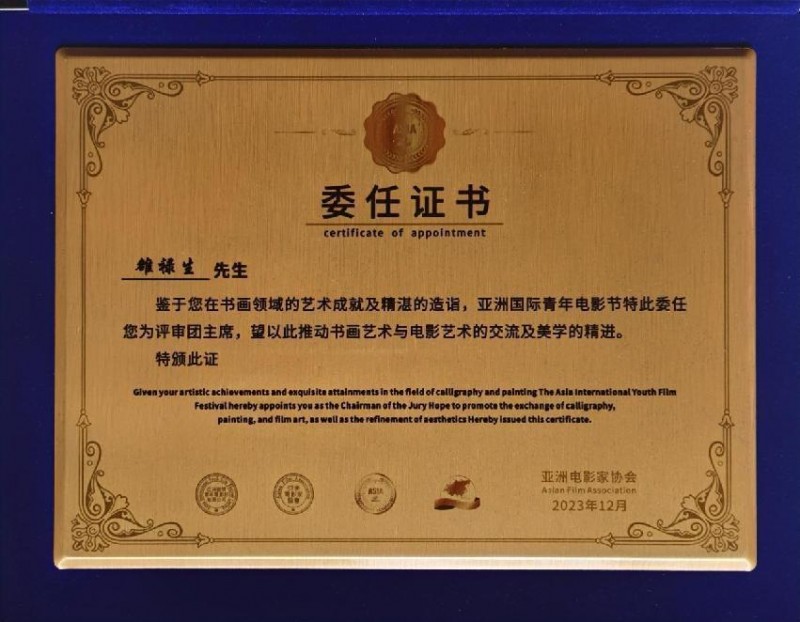 ASIA
委任证书
certificate of appointment
雒禄生 先生
鉴于您在书画领域的艺术成就及精湛的造诣，亚洲国际青年电影节特此委任
您为评审团主席，望以此推动书画艺术与电影艺术的交流及美学的精进。
特颁此证
Given your artistic achievements and exquisite attainments in the field of calligraphy and painting The Asia International Youth Film
Festival hereby appoints you as the Chairman of the Jury Hope to promote the exchange of calligraphy,
painting, and film art, as well as the refinement of aesthetics Hereby issued this certificate.
ASIA
亚洲电影家协会
Asian Film Association
2023年12月